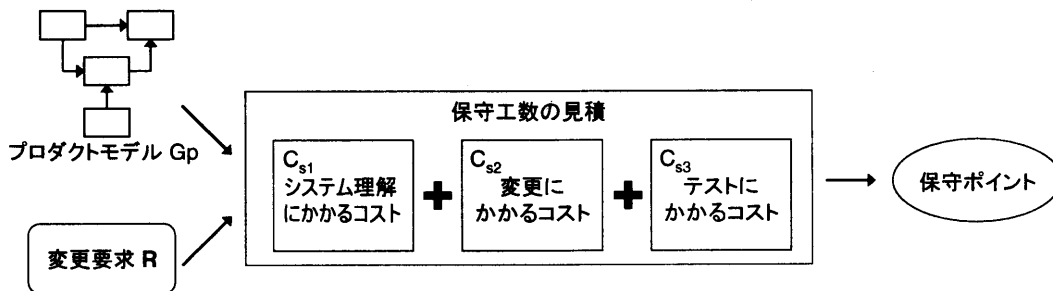 プロダクトモデル Gp
変更要求 R
保守工数の見積
Cs1
システム理解
にかかるコスト
+
Cs2
変更に
かかるコスト
+
Cs3
テストに
かかるコスト
保守ポイント